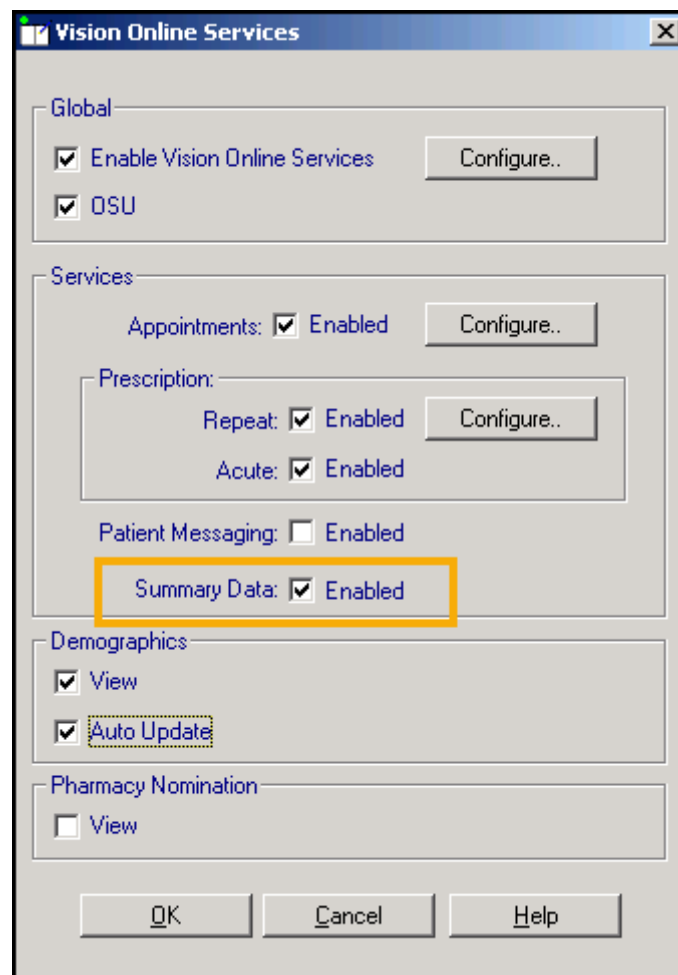 Vision Online Services
Global
Enable Vision Online Services
Configure..
OSU
Services
Appointments: Enabled
Configure..
Prescription:
Repeat: Enabled
Configure..
Acute: Enabled
Patient Messaging: Enabled
Summary Data: Enabled
Demographics
View
Auto Update
Pharmacy Nomination
View
OK
Cancel
Help